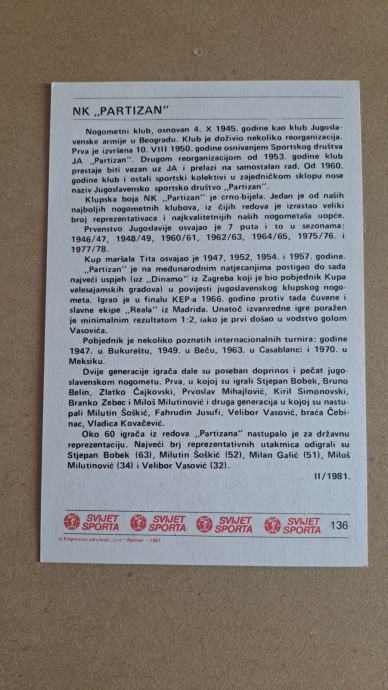 NK „PARTIZAN"
Nogometni klub, osnovan 4. X 1945. godine kao klub Jugosla-
venske armije u Beogradu. Klub je doživio nekoliko reorganizacija.
Prva je izvršena 10. VIII 1950. godine osnivanjem Sportskog društva
JA „Partizan". Drugom reorganizacijom od 1953. godine klub
prestaje biti vezan uz JA i prelazi na samostalan rad. Od 1960.
godine klub i ostali sportski kolektivi u zajedničkom sklopu nose
naziv Jugoslavensko sportsko društvo „Partizan".
Klupska boja NK „Partizan" je crno-bijela. Jedan je od naših
najboljih nogometnih klubova, iz čijih redova je izrastao veliki
broj reprezentativaca i najkvalitetnijih naših nogometaša uopće.
Prvenstvo Jugoslavije osvajao je 7 puta i to u sezonama:
1946/47, 1948/49, 1960/61, 1962/63, 1964/65, 1975/76. i
1977/78.
Kup maršala Tita osvajao je 1947, 1952, 1954. i 1957. godine.
„Partizan" je na međunarodnim natjecanjima postigao do sada
najveći uspjeh (uz „Dinamo" iz Zagreba koji je bio pobjednik Kupa
velesajamskih gradova) u povijesti jugoslavenskog klupskog nogo-
meta. Igrao je u finalu KEP-a 1966. godine protiv tada čuvene i
slavne ekipe „Reala" iz Madrida. Unatoč izvanredne igre poražen
je minimalnim rezultatom 1:2, iako je prvi došao u vodstvo golom
Vasovića.
Pobjednik je nekoliko poznatih internacionalnih turnira: godine
1947. u Bukureštu, 1949. u Beču, 1963. u Casablanci i 1970. u
Meksiku.
Dvije generacije igrača dale su poseban doprinos i pečat jugo-
slavenskom nogometu. Prva, u kojoj su igrali Stjepan Bobek, Bruno
Belin, Zlatko Čajkovski, Prvoslav Mihajlović, Kiril Simonovski,
Branko Zebec i Miloš Milutinović i druga generacija u kojoj su nastu-
pali Milutin Šoškić, Fahrudin Jusufi, Velibor Vasović, braća Čebi-
nac, Vladica Kovačević.
Oko 60 igrača iz redova „Partizana" nastupalo je za državnu
reprezentaciju. Najveći brj reprezentativnih utakmica odigrali su
Stjepan Bobek (63), Milutin Šoškić (52), Milan Galić (51), Miloš
Milutinović (34) i Velibor Vasović (32).
II/1981.
SVIJET SPORTA SVIJET SPORTA SVIJET SPORTA SVIJET SPORTA 136